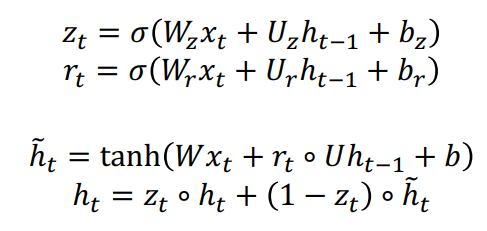 z_t = σ(W_z x_t + U_z h_{t−1} + b_z)
r_t = σ(W_r x_t + U_r h_{t−1} + b_r)
h̃_t = tanh(W x_t + r_t ∘ U h_{t−1} + b)
h_t = z_t ∘ h_t + (1 − z_t) ∘ h̃_t